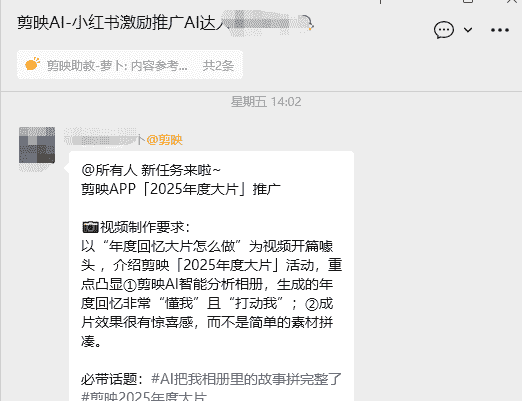 剪映AI-小红书激励推广AI达人
剪映助教-萝卜: 内容参考... 共2条
星期五 14:02
卜@剪映
@所有人 新任务来啦~
剪映APP「2025年度大片」推广
📷视频制作要求：
以“年度回忆大片怎么做”为视频开篇噱
头，介绍剪映「2025年度大片」活动，重
点凸显①剪映AI智能分析相册，生成的年
度回忆非常“懂我”且“打动我”；②成
片效果很有惊喜感，而不是简单的素材拼
凑。
必带话题：#AI把我相册里的故事拼完整了
#剪映2025年度大片